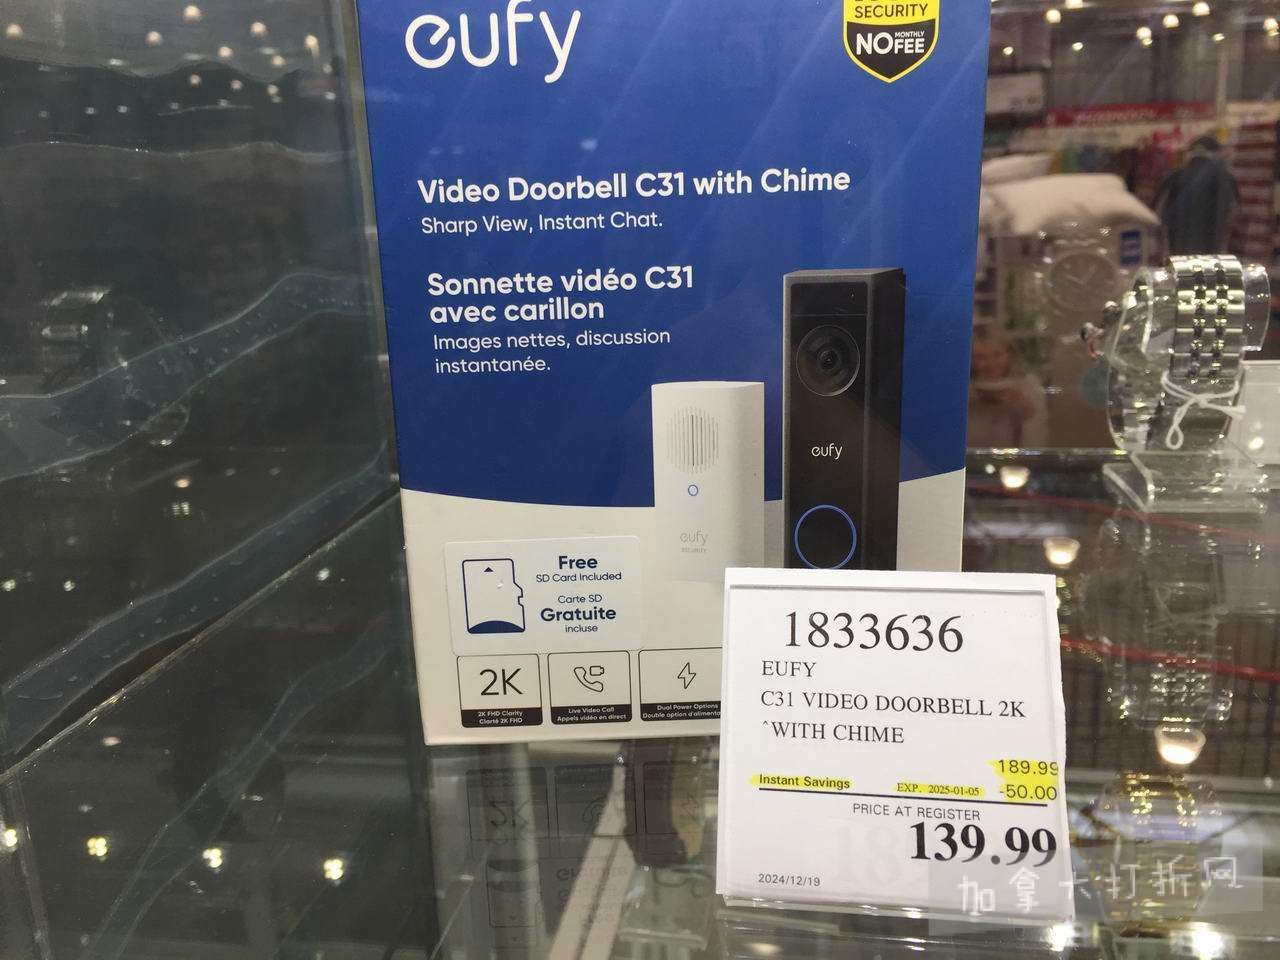 eufy
SECURITY
NO MONTHLY FEE
Video Doorbell C31 with Chime
Sharp View, Instant Chat.
Sonnette vidéo C31
avec carillon
Images nettes, discussion
instantanée.
eufy
eufy
SECURITY
Free
SD Card Included
Carte SD
Gratuite
incluse
2K
2K FHD Clarity
Clarté 2K FHD
Live Video Call
Appels vidéo en direct
Dual Power Options
Double option d'alimenta
1833636
EUFY
C31 VIDEO DOORBELL 2K
^WITH CHIME
189.99
Instant Savings EXP. 2025-01-05 -50.00
PRICE AT REGISTER
139.99
2024/12/19
加拿大打折网